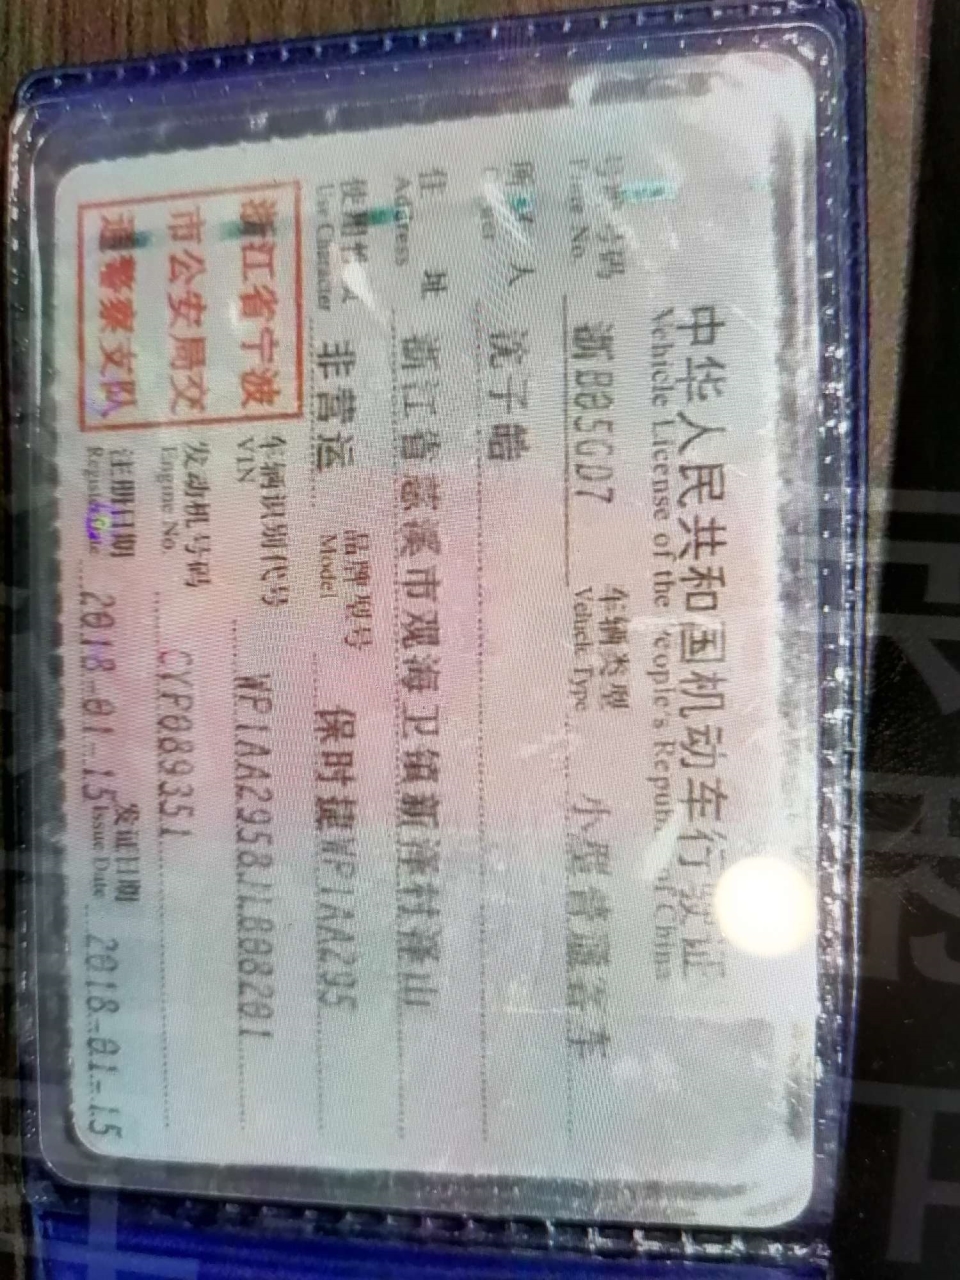 中华人民共和国机动车行驶证
Vehicle License of the People's Republic of China
号牌号码 浙BB5GD7 车辆类型 小型普通客车
Plate No. Vehicle Type
所有人 沈子皓
住址 浙江省慈溪市观海卫镇新泽村泽山
Address
使用性质 非营运 品牌型号 保时捷WP1AA295
Use Character Model
浙江省宁波
市公安局交
通警察支队
车辆识别代号 WP1AA2958JLB08201
VIN
发动机号码 CYP089351
Engine No.
注册日期 2018-01-15 发证日期 2018-01-15
Register Date Issue Date